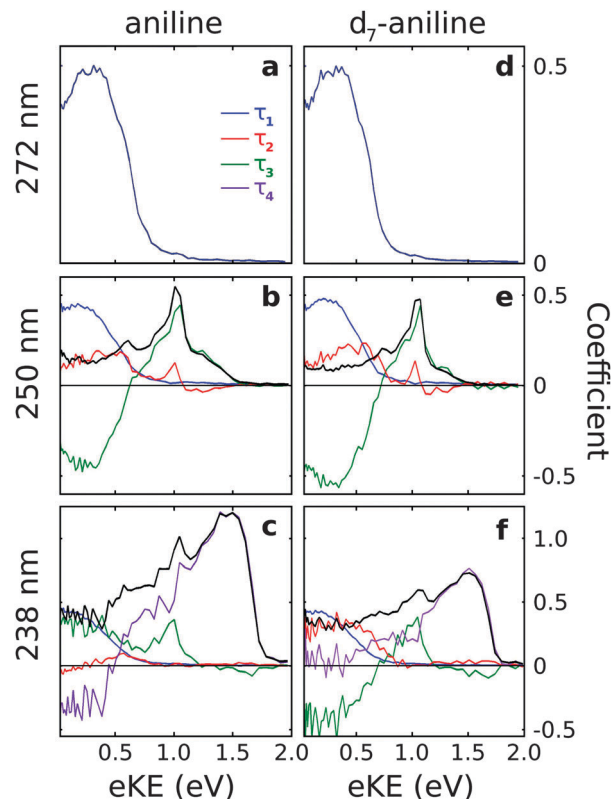 aniline
d₇-aniline
272 nm
a
τ₁
τ₂
τ₃
τ₄
d
0.5
0
250 nm
b
e
0.5
0
-0.5
Coefficient
238 nm
c
f
1.0
0.5
0
-0.5
0.5 1.0 1.5 2.0
0.5 1.0 1.5 2.0
eKE (eV)
eKE (eV)